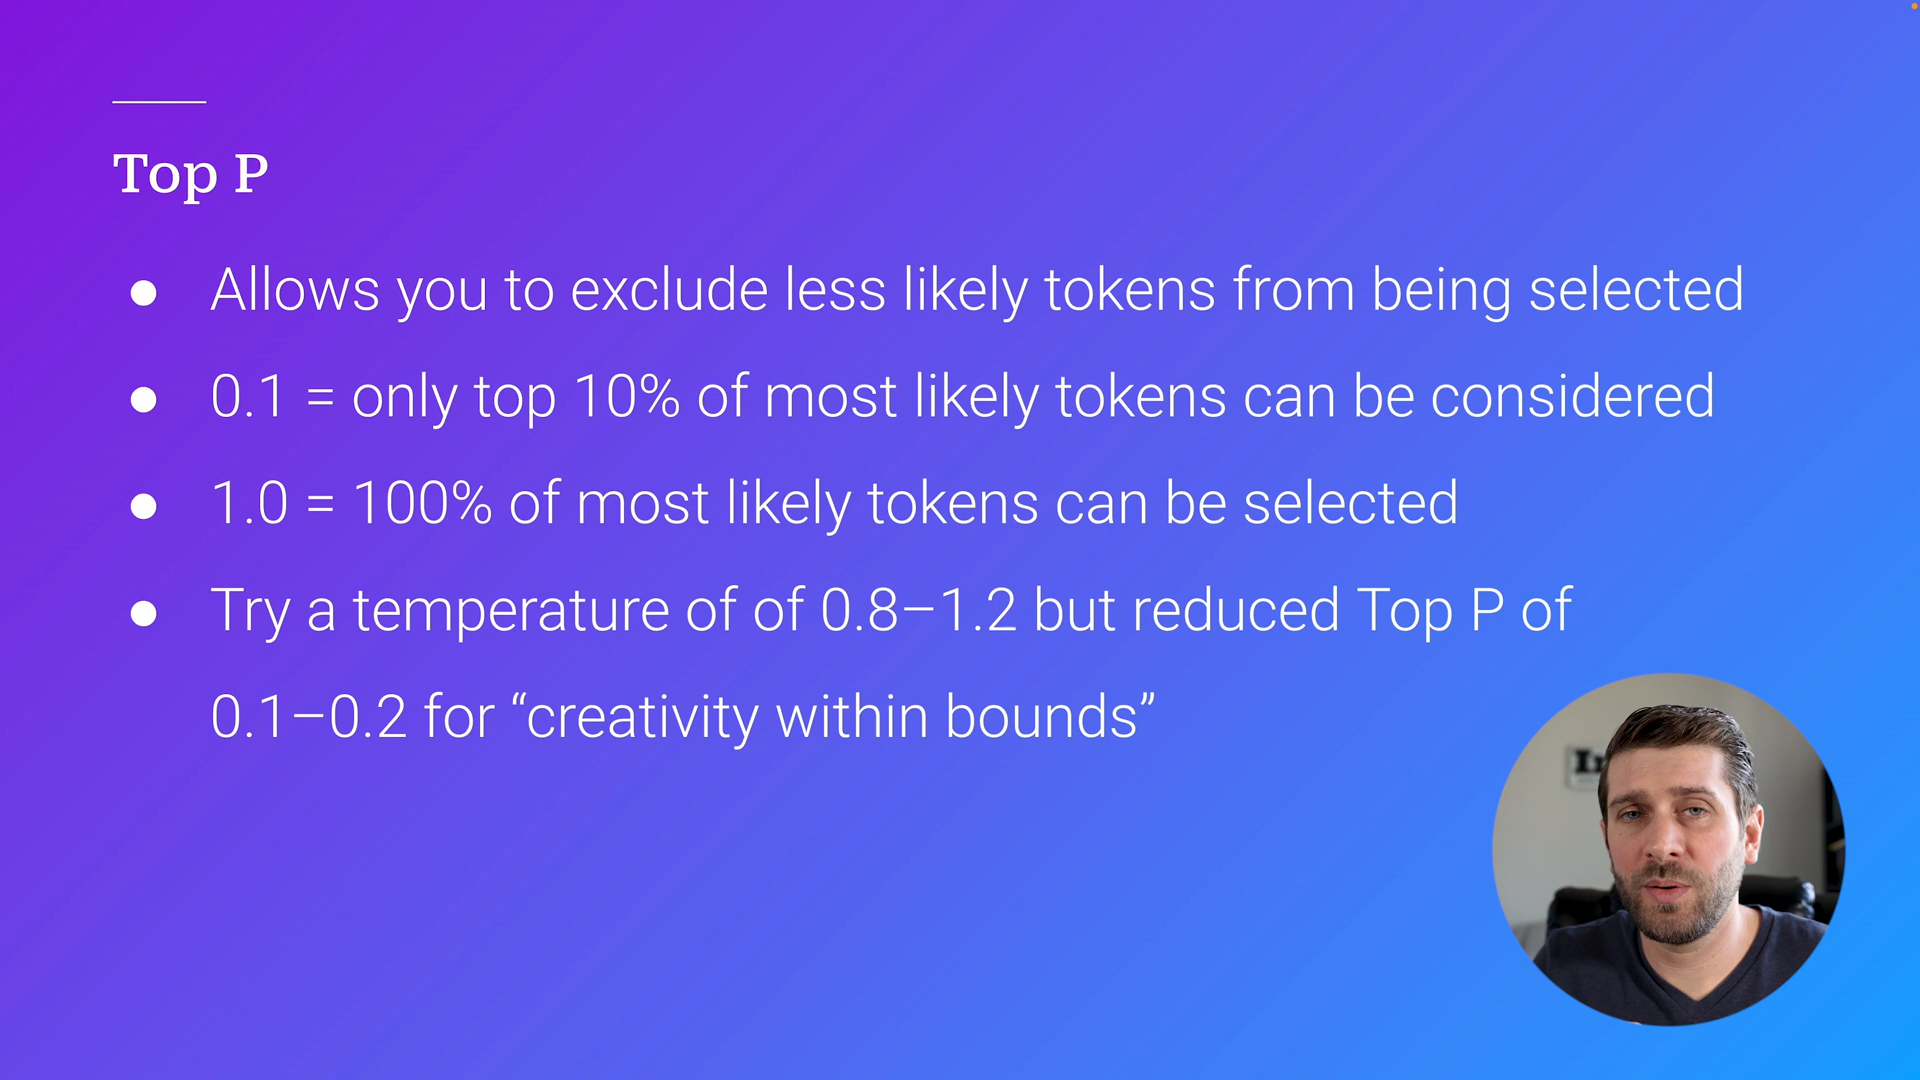 Top P
● Allows you to exclude less likely tokens from being selected
● 0.1 = only top 10% of most likely tokens can be considered
● 1.0 = 100% of most likely tokens can be selected
● Try a temperature of of 0.8–1.2 but reduced Top P of
0.1–0.2 for “creativity within bounds”